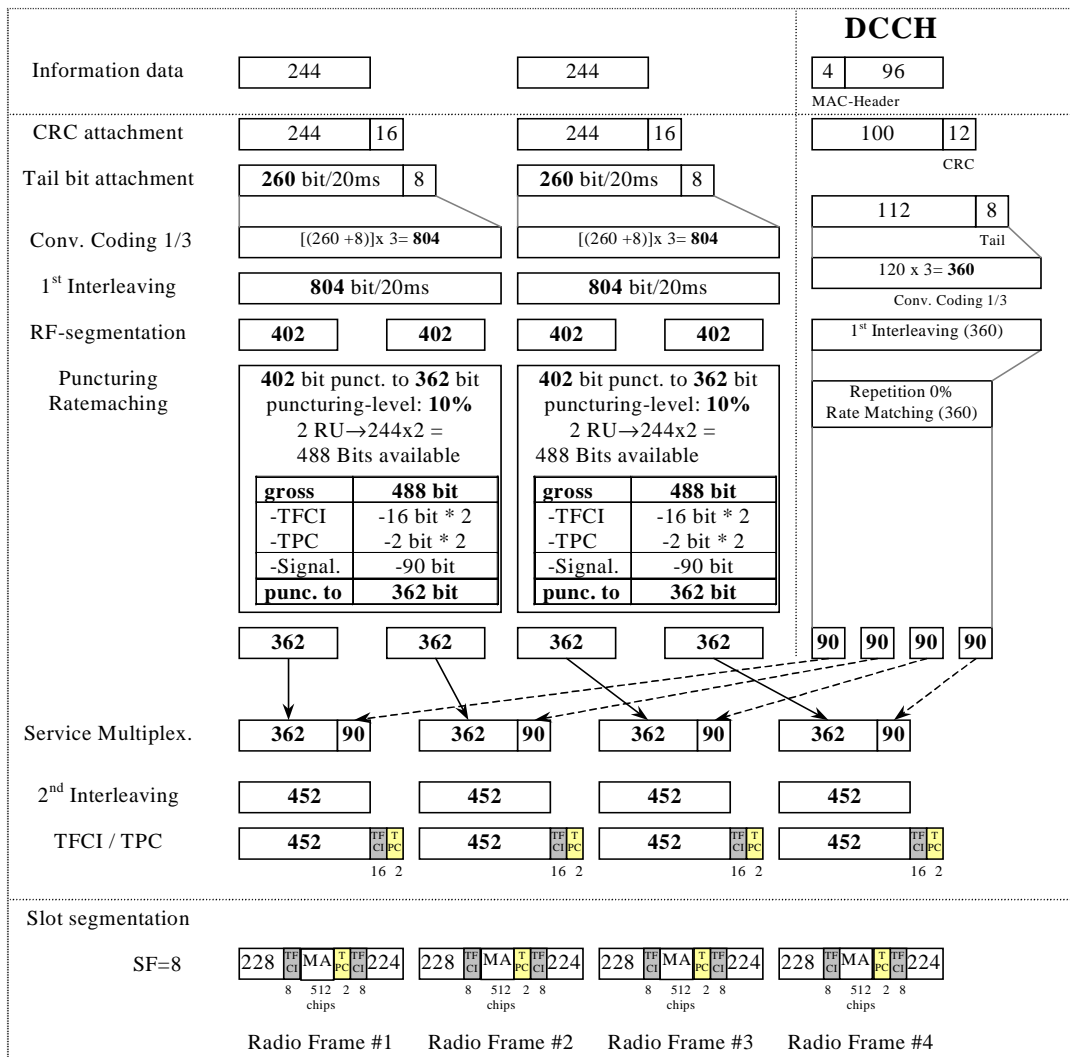 DCCH
Information data 244 244 4 96
MAC-Header
CRC attachment 244 16 244 16 100 12
CRC
Tail bit attachment 260 bit/20ms 8 260 bit/20ms 8
112 8
Tail
Conv. Coding 1/3 [(260 +8)]x 3= 804 [(260 +8)]x 3= 804
120 x 3= 360
Conv. Coding 1/3
1st Interleaving 804 bit/20ms 804 bit/20ms
RF-segmentation 402 402 402 402 1st Interleaving (360)
Puncturing
Ratemaching
402 bit punct. to 362 bit
puncturing-level: 10%
2 RU→244x2 =
488 Bits available
gross 488 bit
-TFCI -16 bit * 2
-TPC -2 bit * 2
-Signal. -90 bit
punc. to 362 bit
402 bit punct. to 362 bit
puncturing-level: 10%
2 RU→244x2 =
488 Bits available
gross 488 bit
-TFCI -16 bit * 2
-TPC -2 bit * 2
-Signal. -90 bit
punc. to 362 bit
Repetition 0%
Rate Matching (360)
362 362 362 362 90 90 90 90
Service Multiplex. 362 90 362 90 362 90 362 90
2nd Interleaving 452 452 452 452
TFCI / TPC 452 TF CI T PC 452 TF CI T PC 452 TF CI T PC 452 TF CI T PC
16 2 16 2 16 2 16 2
Slot segmentation
SF=8 228 TF CI MA T PC TF CI 224 228 TF CI MA T PC TF CI 224 228 TF CI MA T PC TF CI 224 228 TF CI MA T PC TF CI 224
8 512 2 8 8 512 2 8 8 512 2 8 8 512 2 8
chips chips chips chips
Radio Frame #1 Radio Frame #2 Radio Frame #3 Radio Frame #4